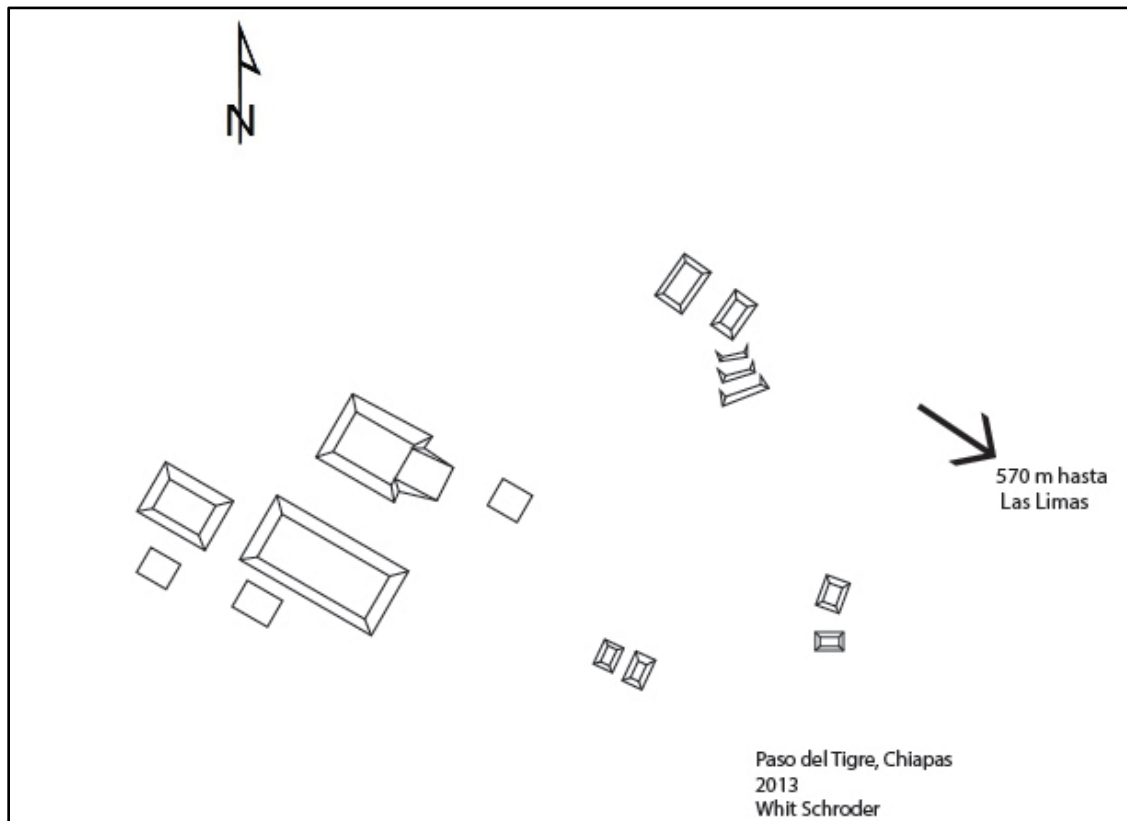 N
570 m hasta
Las Limas
Paso del Tigre, Chiapas
2013
Whit Schroder